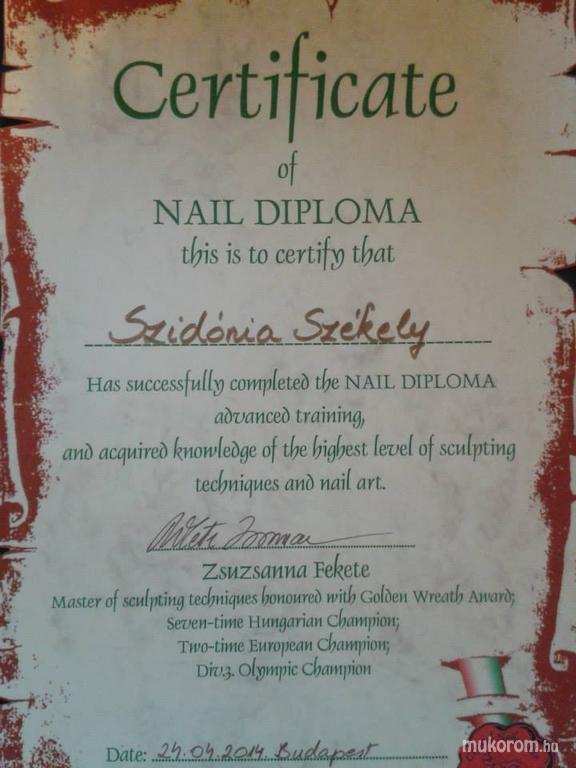 Certificate
of
NAIL DIPLOMA
this is to certify that
Szidónia Székely
Has successfully completed the NAIL DIPLOMA
advanced training,
and acquired knowledge of the highest level of sculpting
techniques and nail art.
Zsuzsanna Fekete
Master of sculpting techniques honoured with Golden Wreath Award;
Seven-time Hungarian Champion;
Two-time European Champion;
Div.3. Olympic Champion
Date: 24.04.2014. Budapest
mukorom.hu